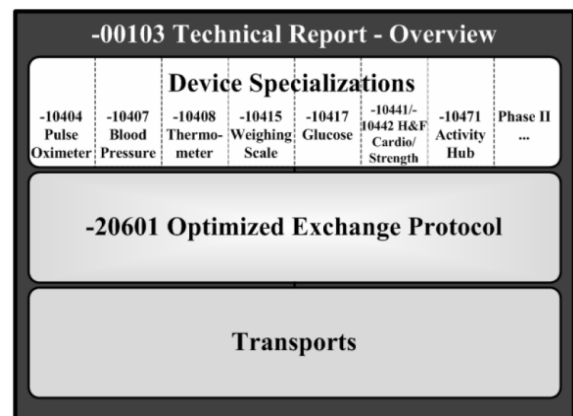 -00103 Technical Report - Overview
Device Specializations
-10404
Pulse
Oximeter
-10407
Blood
Pressure
-10408
Thermo-
meter
-10415
Weighing
Scale
-10417
Glucose
-10441/-
10442 H&F
Cardio/
Strength
-10471
Activity
Hub
Phase II
...
-20601 Optimized Exchange Protocol
Transports